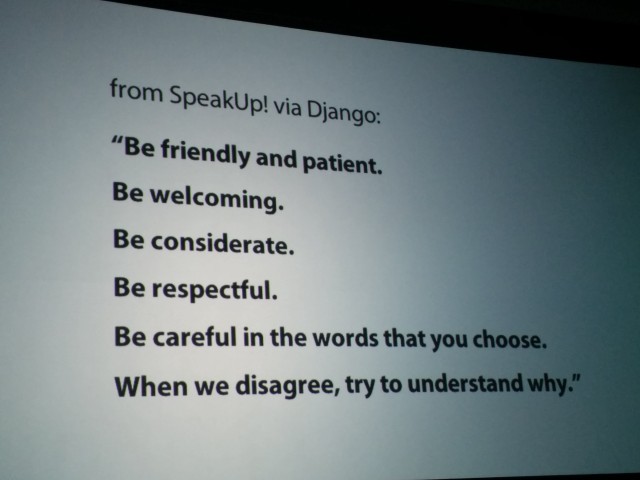 from SpeakUp! via Django:
“Be friendly and patient.
Be welcoming.
Be considerate.
Be respectful.
Be careful in the words that you choose.
When we disagree, try to understand why.”